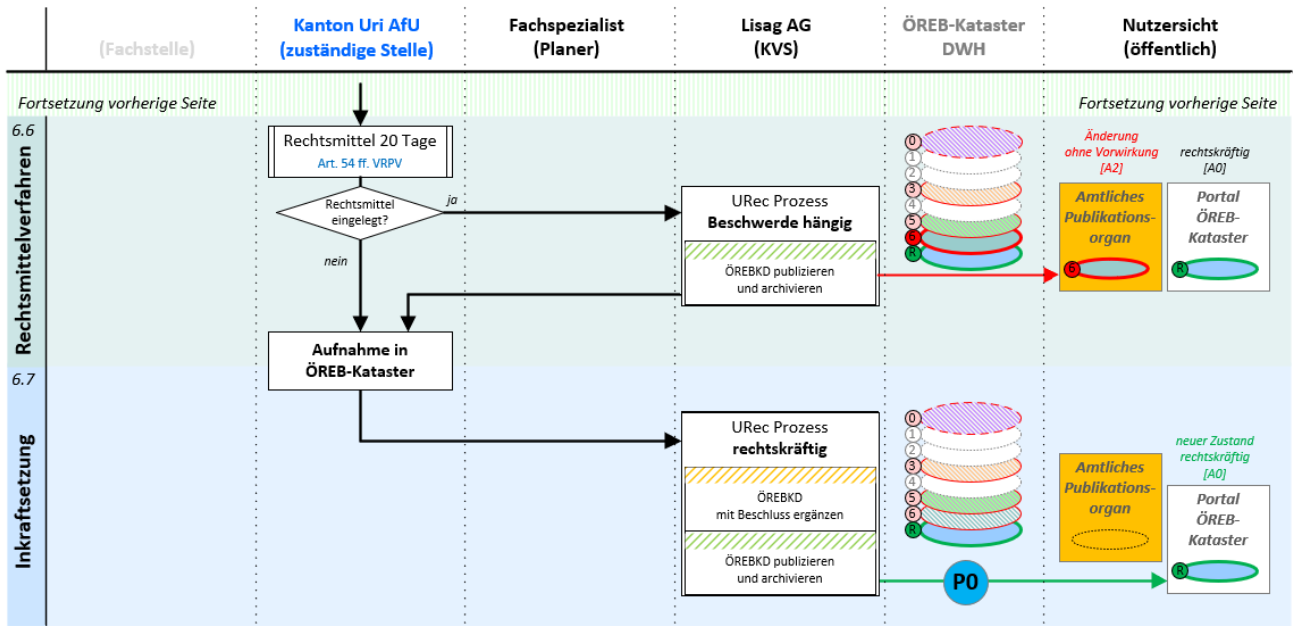 (Fachstelle)
Kanton Uri AfU
(zuständige Stelle)
Fachspezialist
(Planer)
Lisag AG
(KVS)
ÖREB-Kataster
DWH
Nutzersicht
(öffentlich)
Fortsetzung vorherige Seite
Fortsetzung vorherige Seite
6.6
Rechtsmittelverfahren
Rechtsmittel 20 Tage
Art. 54 ff. VRPV
Rechtsmittel
eingelegt?
ja
nein
URec Prozess
Beschwerde hängig
ÖREBKD publizieren
und archivieren
0
1
2
3
4
5
6
R
Änderung
ohne Vorwirkung
[A2]
rechtskräftig
[A0]
Amtliches
Publikations-
organ
6
Portal
ÖREB-
Kataster
R
Aufnahme in
ÖREB-Kataster
6.7
Inkraftsetzung
URec Prozess
rechtskräftig
ÖREBKD
mit Beschluss ergänzen
ÖREBKD publizieren
und archivieren
0
1
2
3
4
5
6
R
P0
Amtliches
Publikations-
organ
neuer Zustand
rechtskräftig
[A0]
Portal
ÖREB-
Kataster
R